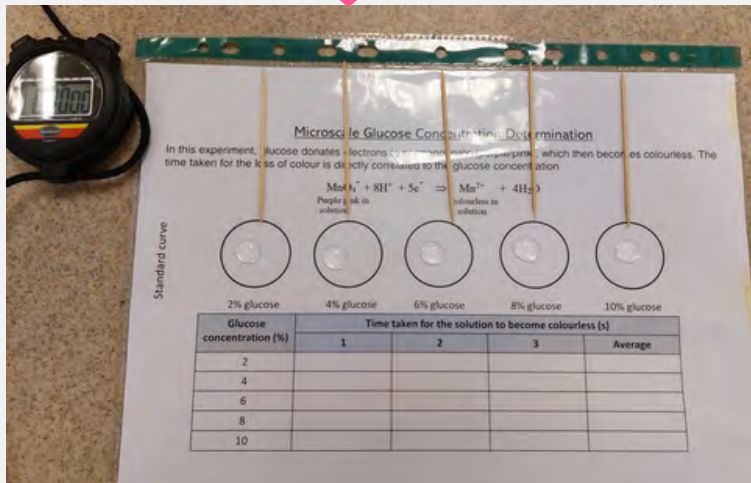 Microscale Glucose Concentration Determination
In this experiment, glucose donates electrons to which then becomes colourless. The
time taken for the loss of colour is directly correlated to the glucose concentration
MnO₄⁻ + 8H⁺ + 5e⁻ ⇒ Mn²⁺ + 4H₂O
Purple pink in colourless in
solution solution
Standard curve
2% glucose 4% glucose 6% glucose 8% glucose 10% glucose
Glucose concentration (%) Time taken for the solution to become colourless (s)
1 2 3 Average
2
4
6
8
10